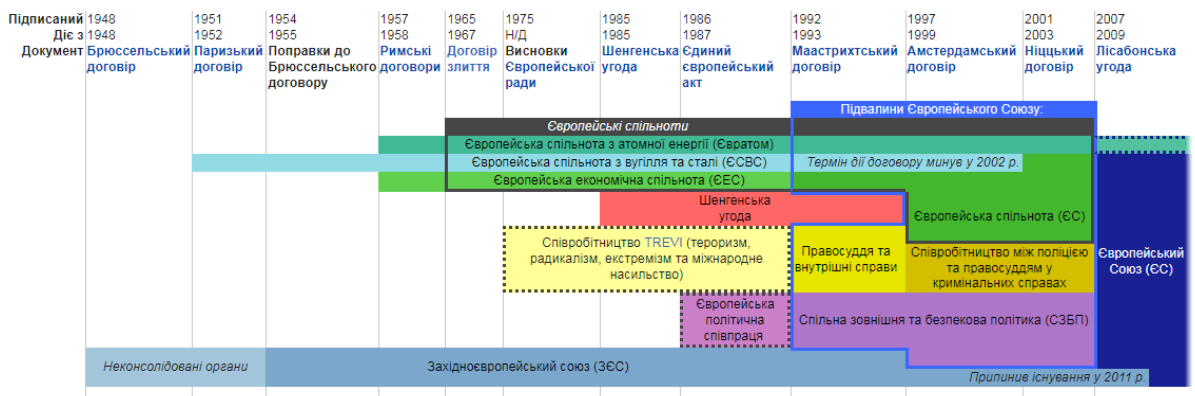 Підписаний 1948 1951 1954 1957 1965 1975 1985 1986 1992 1997 2001 2007
Діє з 1948 1952 1955 1958 1967 Н/Д 1985 1987 1993 1999 2003 2009
Документ Брюссельський Паризький Поправки до Римські Договір Висновки Шенгенська Єдиний Маастрихтський Амстердамський Ніццький Лісабонська
договір договір Брюссельського договори злиття Європейської угода європейський договір договір договір угода
договору ради акт
Підвалини Європейського Союзу:
Європейські спільноти
Європейська спільнота з атомної енергії (Євратом)
Європейська спільнота з вугілля та сталі (ЄСВС) Термін дії договору минув у 2002 р.
Європейська економічна спільнота (ЄЕС)
Шенгенська
угода
Європейська спільнота (ЄС)
Співробітництво TREVI (тероризм,
радикалізм, екстремізм та міжнародне
насильство)
Правосуддя та
внутрішні справи
Співробітництво між поліцією
та правосуддям у
кримінальних справах
Європейський
Союз (ЄС)
Європейська
політична
співпраця
Спільна зовнішня та безпекова політика (СЗБП)
Неконсолідовані органи
Західноєвропейський союз (ЗЄС)
Припинив існування у 2011 р.